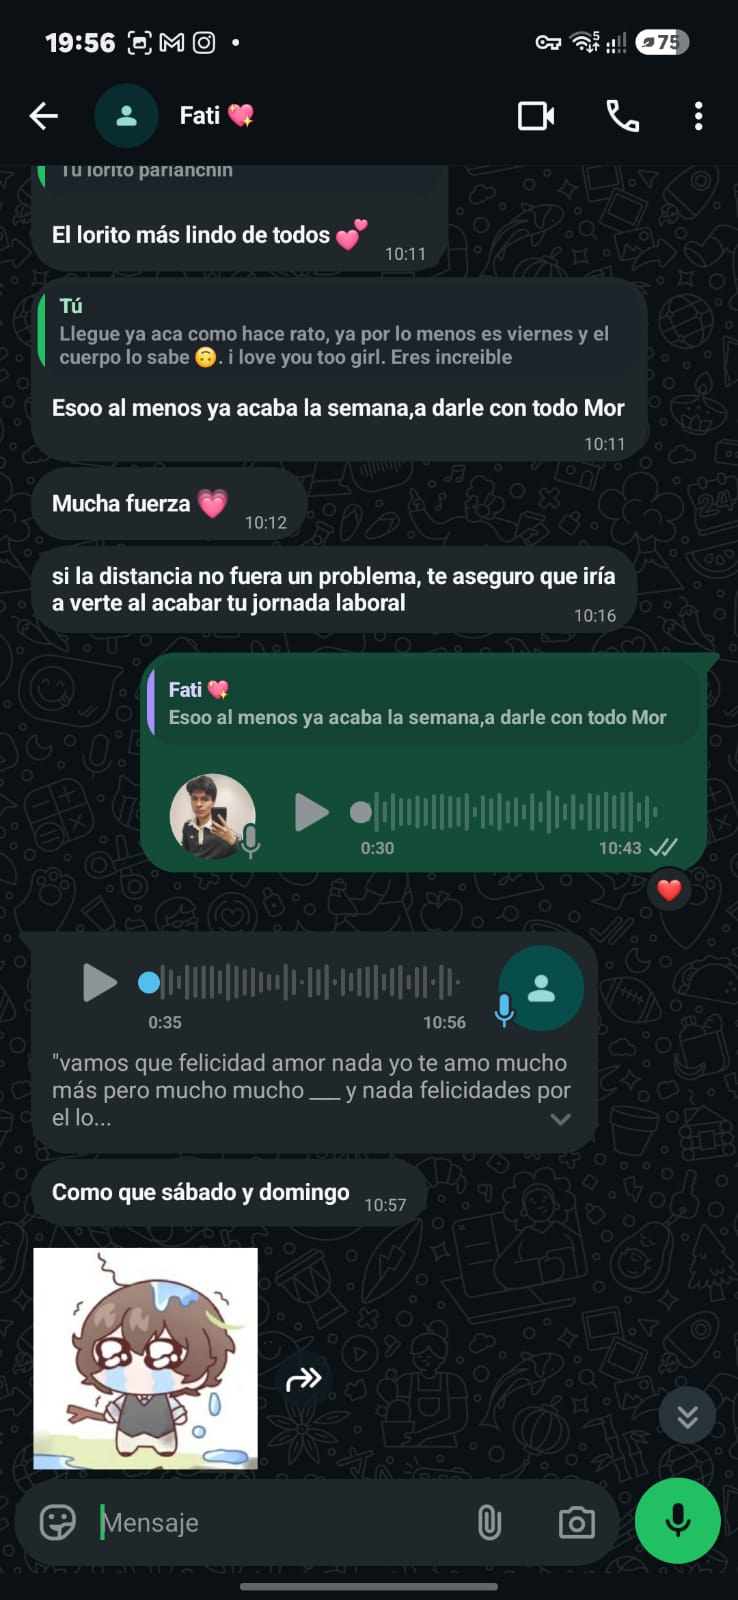 19:56
5
75
Fati
Tu lorito parlanchin
El lorito más lindo de todos
10:11
Tú
Llegue ya aca como hace rato, ya por lo menos es viernes y el
cuerpo lo sabe 🙃. i love you too girl. Eres increible
Esoo al menos ya acaba la semana,a darle con todo Mor
10:11
Mucha fuerza
10:12
si la distancia no fuera un problema, te aseguro que iría
a verte al acabar tu jornada laboral
10:16
Fati
Esoo al menos ya acaba la semana,a darle con todo Mor
0:30
10:43
0:35
10:56
"vamos que felicidad amor nada yo te amo mucho
más pero mucho mucho ___ y nada felicidades por
el lo...
Como que sábado y domingo
10:57
Mensaje